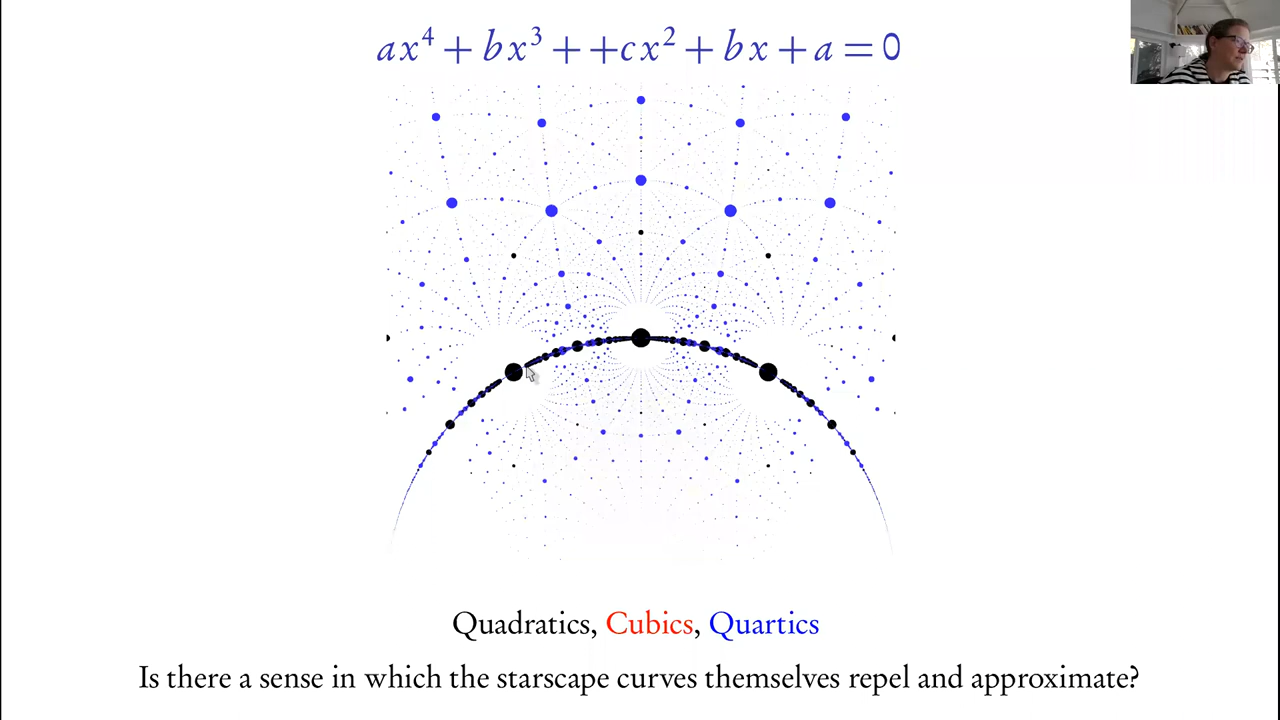 ax⁴ + bx³ + +cx² + bx + a = 0
Quadratics, Cubics, Quartics
Is there a sense in which the starscape curves themselves repel and approximate?